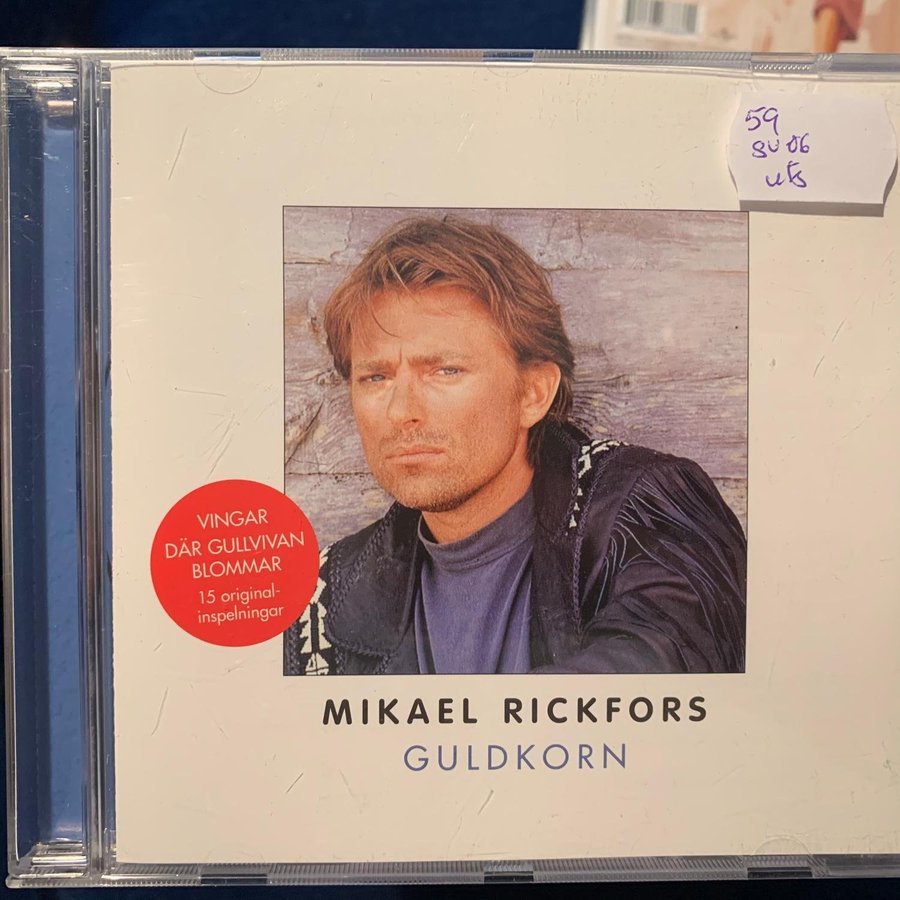 59
SU 06
VINGAR
DÄR GULLVIVAN
BLOMMAR
15 original-
inspelningar
MIKAEL RICKFORS
GULDKORN